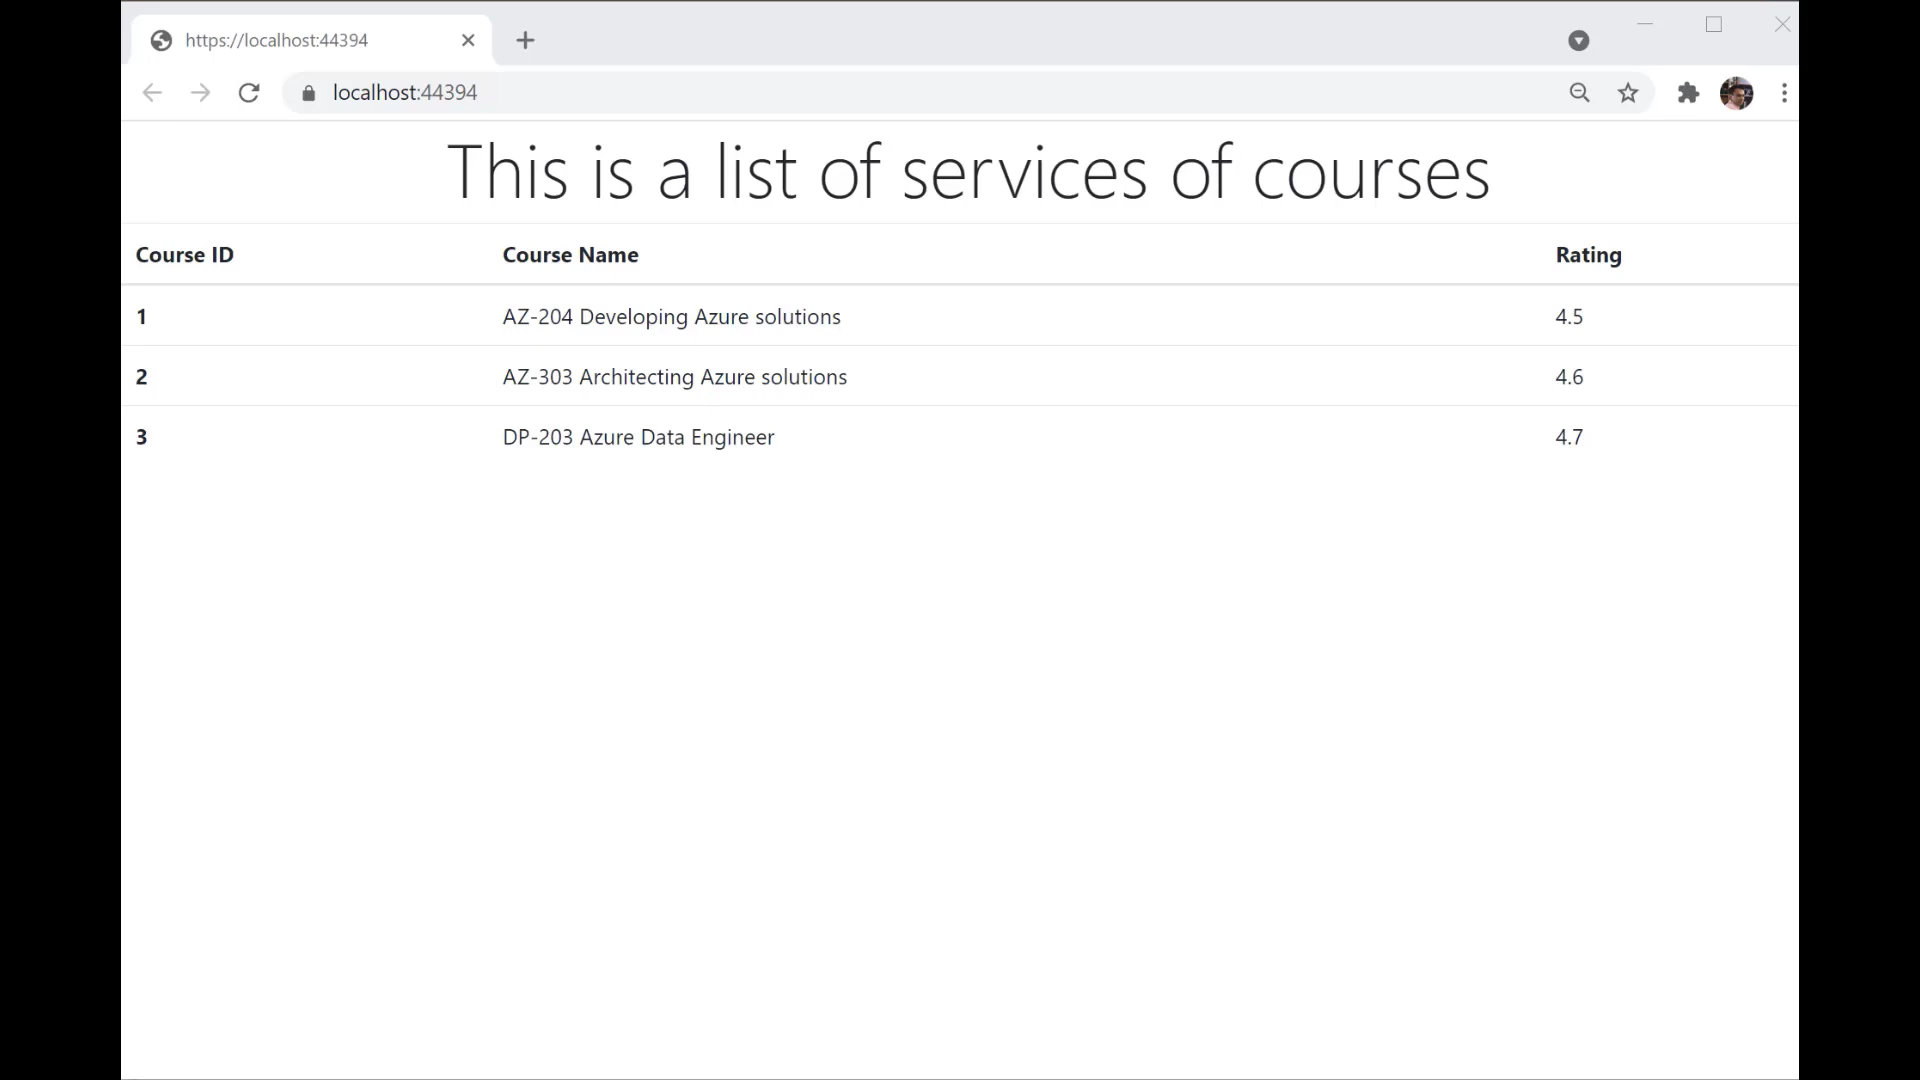 https://localhost:44394
localhost:44394
This is a list of services of courses
Course ID Course Name Rating
1 AZ-204 Developing Azure solutions 4.5
2 AZ-303 Architecting Azure solutions 4.6
3 DP-203 Azure Data Engineer 4.7